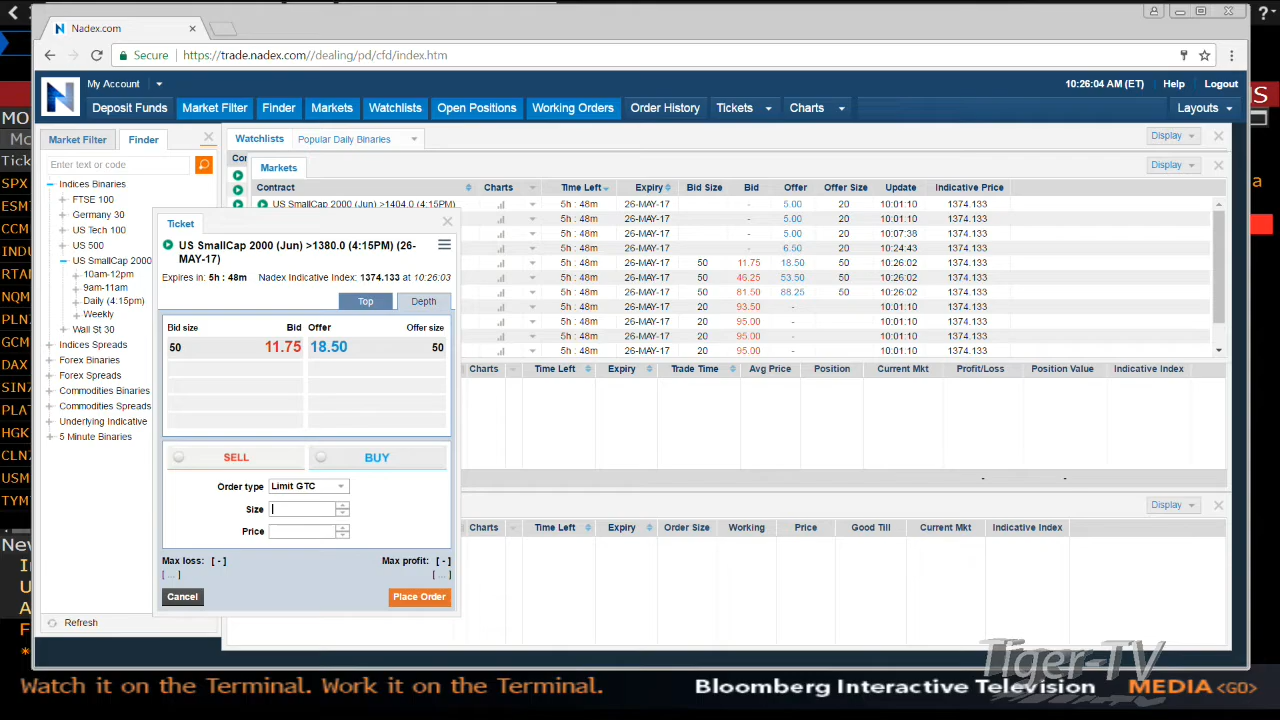 Nadex.com
Secure https://trade.nadex.com//dealing/pd/cfd/index.htm
My Account 10:26:04 AM (ET) Help Logout
Deposit Funds Market Filter Finder Markets Watchlists Open Positions Working Orders Order History Tickets Charts Layouts
Market Filter Finder Watchlists Popular Daily Binaries Display
Enter text or code
Markets Display
Contract Charts Time Left Expiry Bid Size Bid Offer Offer Size Update Indicative Price
US SmallCap 2000 (Jun) >1404.0 (4:15PM) 5h : 48m 26-MAY-17 - 5.00 20 10:01:10 1374.133
5h : 48m 26-MAY-17 - 5.00 20 10:01:10 1374.133
5h : 48m 26-MAY-17 - 5.00 20 10:07:38 1374.133
5h : 48m 26-MAY-17 - 6.50 20 10:24:43 1374.133
5h : 48m 26-MAY-17 50 11.75 18.50 50 10:26:02 1374.133
5h : 48m 26-MAY-17 50 46.25 53.50 50 10:26:02 1374.133
5h : 48m 26-MAY-17 50 81.50 88.25 50 10:26:02 1374.133
5h : 48m 26-MAY-17 20 93.50 - 10:01:10 1374.133
5h : 48m 26-MAY-17 20 95.00 - 10:01:10 1374.133
5h : 48m 26-MAY-17 20 95.00 - 10:01:10 1374.133
5h : 48m 26-MAY-17 20 95.00 - 10:01:10 1374.133
Charts Time Left Expiry Trade Time Avg Price Position Current Mkt Profit/Loss Position Value Indicative Index
- -
Display
Charts Time Left Expiry Order Size Working Price Good Till Current Mkt Indicative Index
Indices Binaries
FTSE 100
Germany 30
US Tech 100
US 500
US SmallCap 2000
10am-12pm
9am-11am
Daily (4:15pm)
Weekly
Wall St 30
Indices Spreads
Forex Binaries
Forex Spreads
Commodities Binaries
Commodities Spreads
Underlying Indicative
5 Minute Binaries
Refresh
Ticket
US SmallCap 2000 (Jun) >1380.0 (4:15PM) (26-
MAY-17)
Expires in: 5h : 48m Nadex Indicative Index: 1374.133 at 10:26:03
Top Depth
Bid size Bid Offer Offer size
50 11.75 18.50 50
SELL BUY
Order type Limit GTC
Size
Price
Max loss: [ - ] Max profit: [ - ]
[ ... ] [ ... ]
Cancel Place Order
SPX
Tiger-TV
Watch it on the Terminal. Work it on the Terminal. Bloomberg Interactive Television MEDIA <GO>